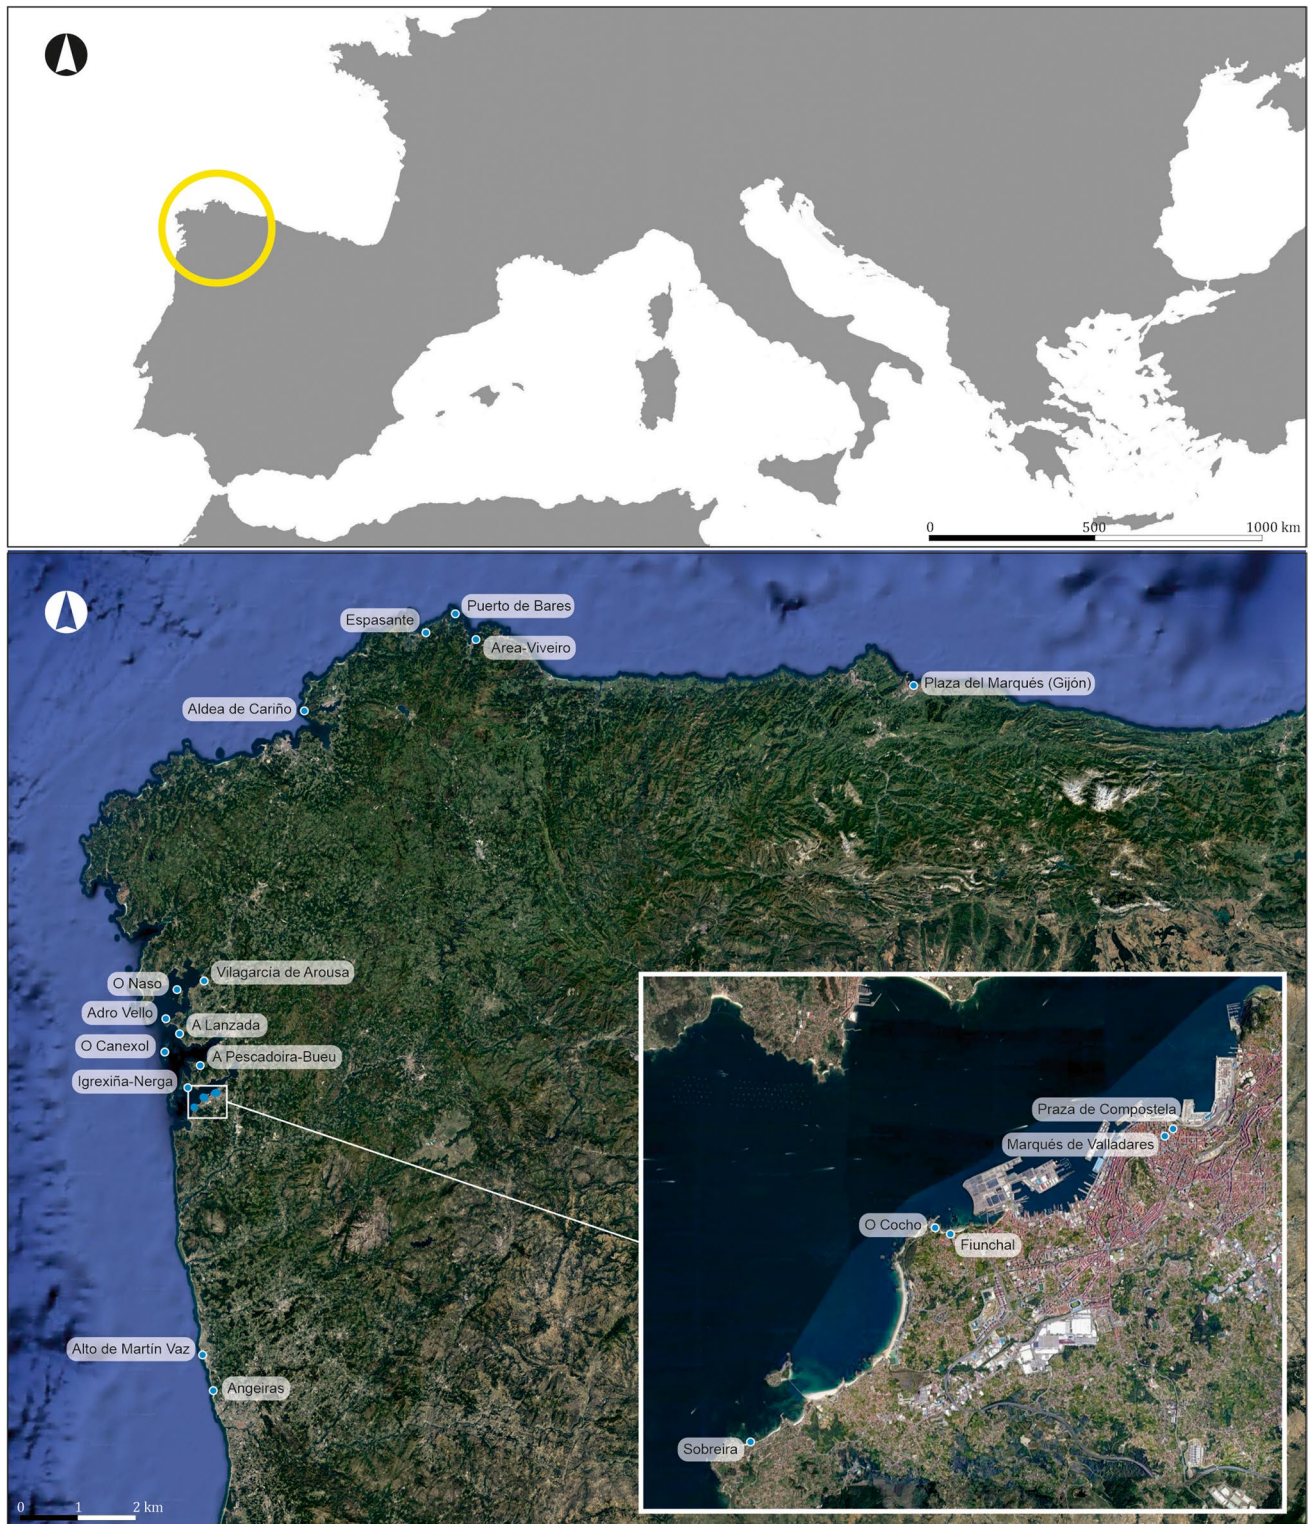 0 500 1000 km
Puerto de Bares
Espasante
Area-Viveiro
Plaza del Marqués (Gijón)
Aldea de Cariño
Vilagarcía de Arousa
O Naso
Adro Vello
A Lanzada
O Canexol
A Pescadoira-Bueu
Igrexiña-Nerga
Praza de Compostela
Marqués de Valladares
O Cocho
Fiunchal
Alto de Martín Vaz
Angeiras
Sobreira
0 1 2 km